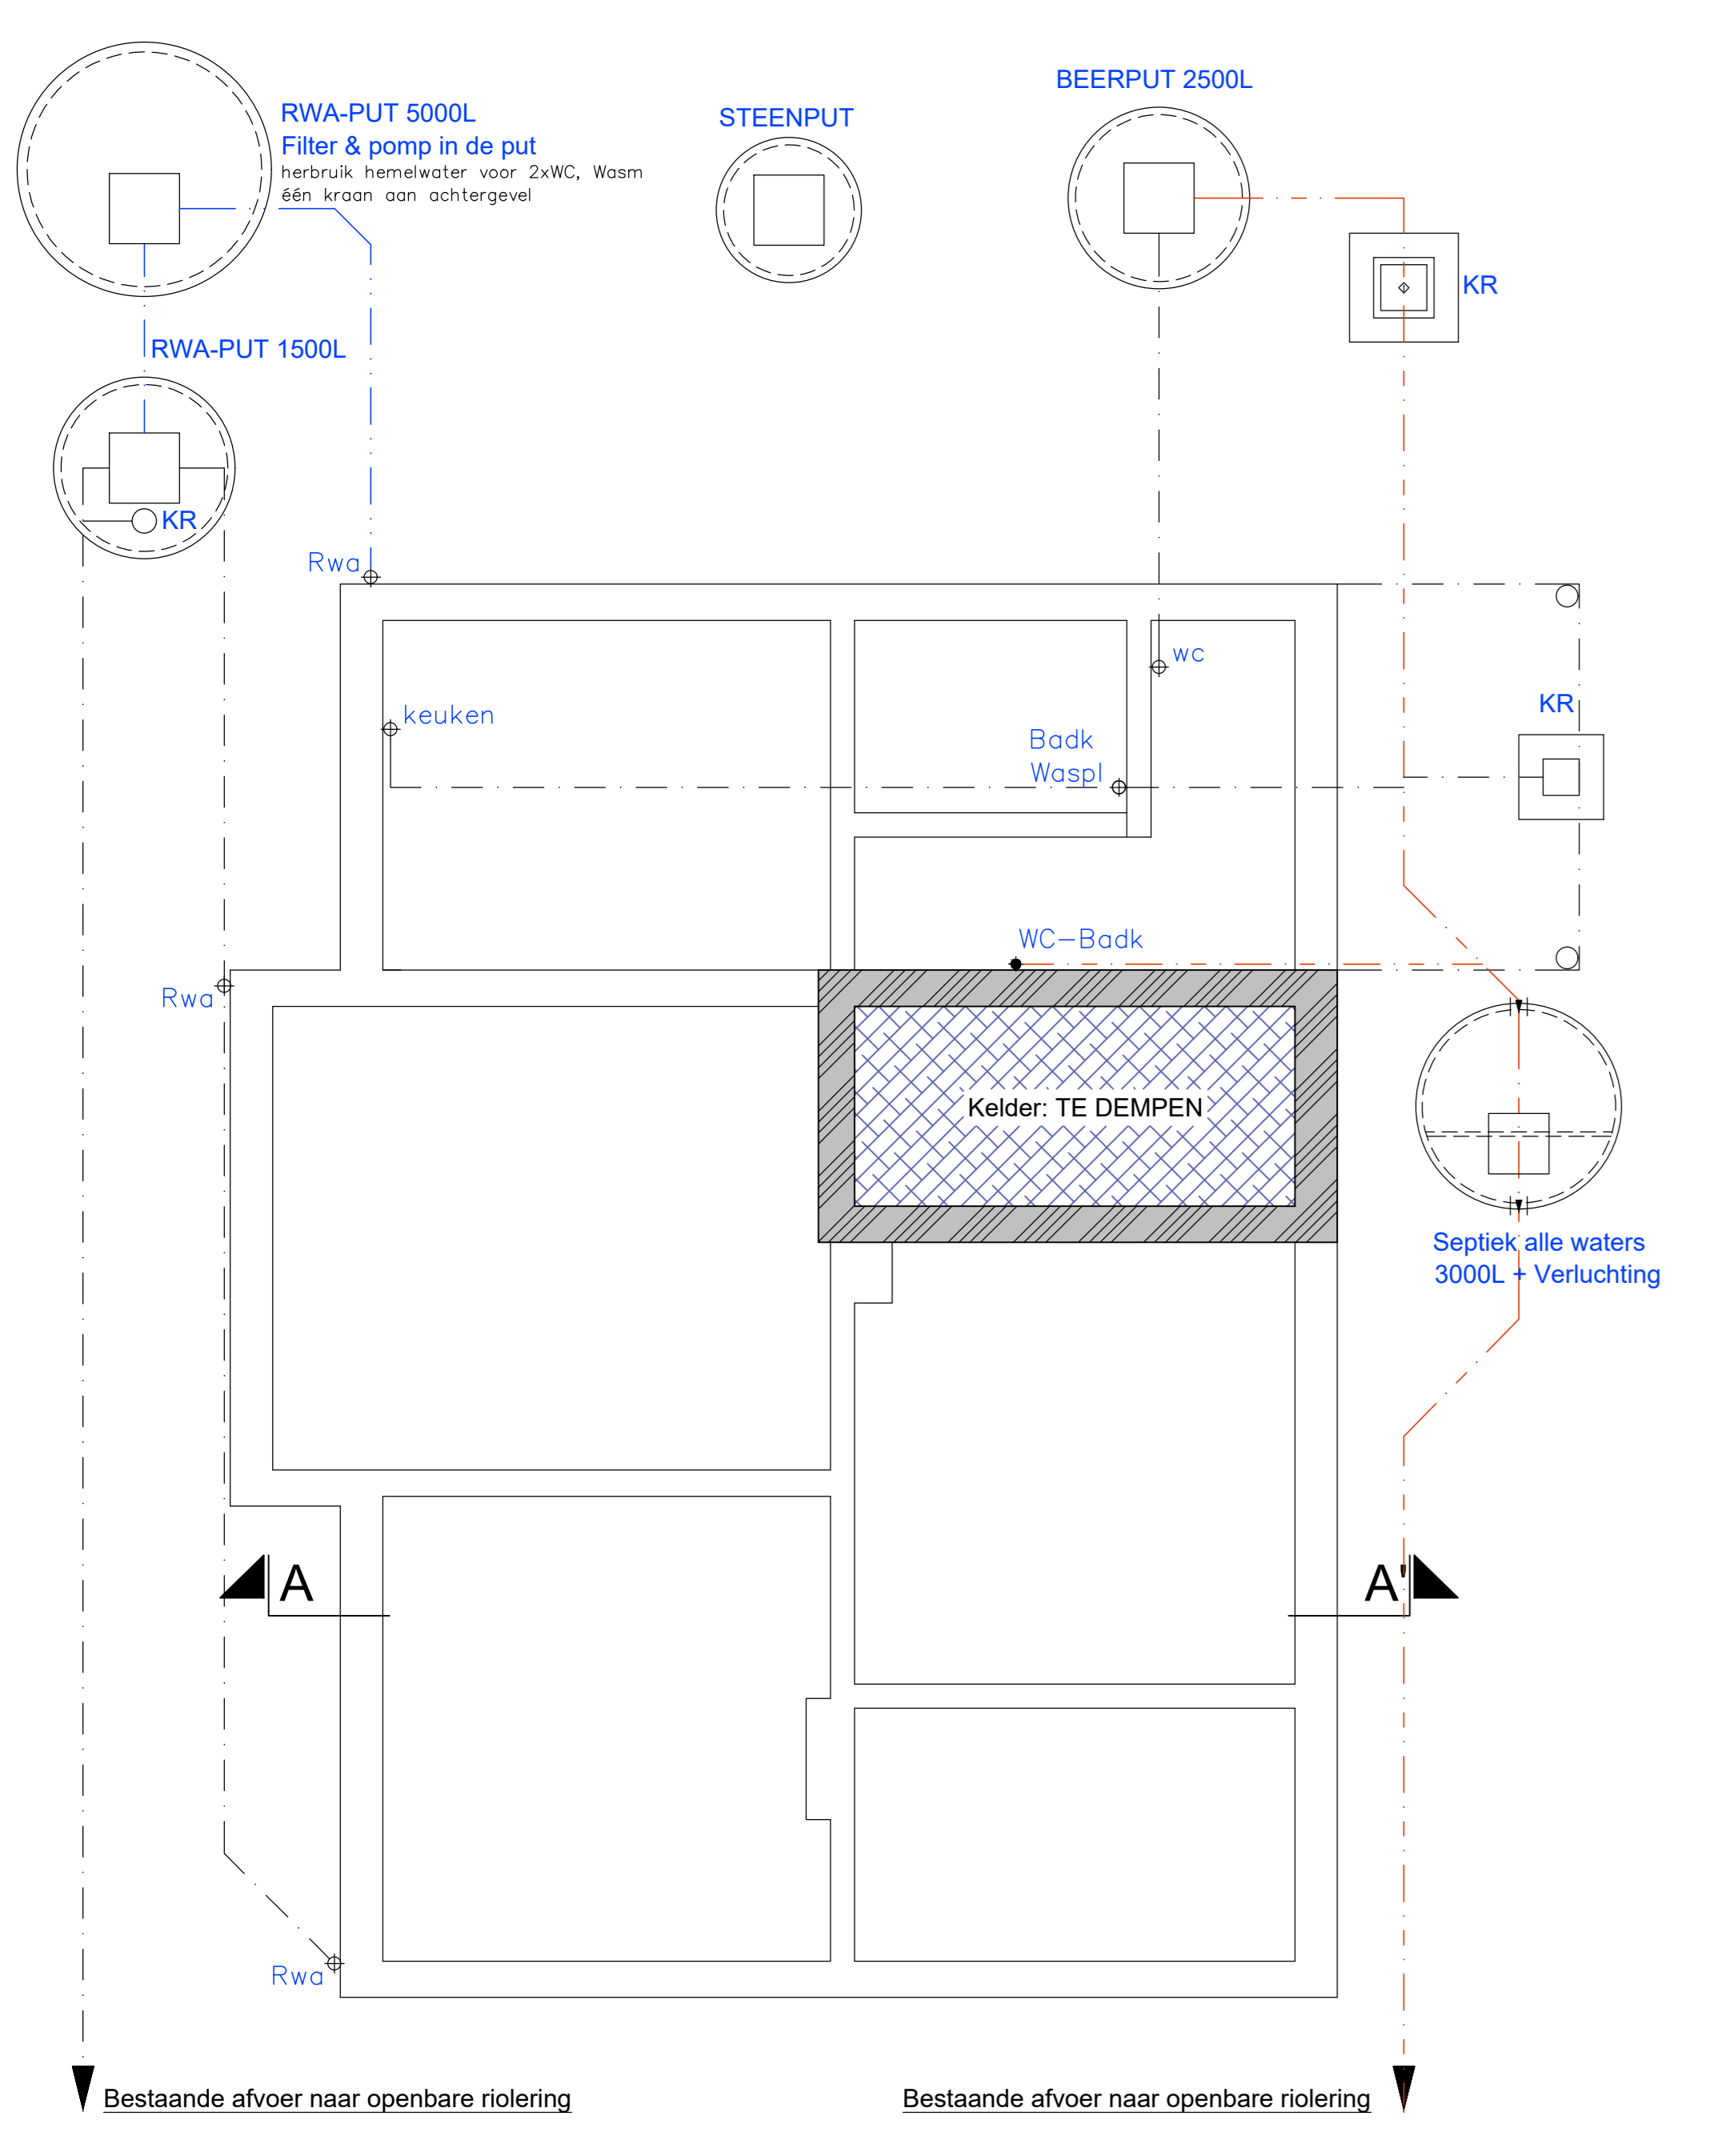 BEERPUT 2500L
RWA-PUT 5000L
Filter & pomp in de put
herbruik hemelwater voor 2xWC, Wasm
één kraan aan achtergevel
STEENPUT
KR
RWA-PUT 1500L
KR
Rwa
wc
keuken
KR
Badk
Waspl
WC-Badk
Rwa
Kelder: TE DEMPEN
Septiek alle waters
3000L + Verluchting
A
A'
Rwa
Bestaande afvoer naar openbare riolering
Bestaande afvoer naar openbare riolering